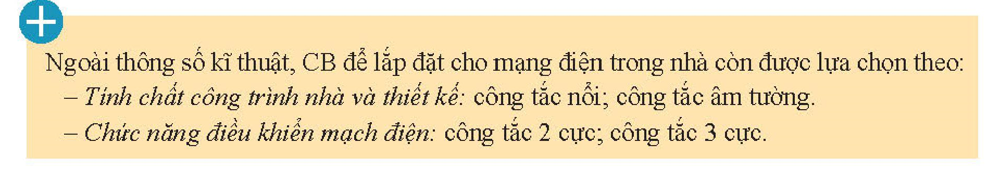 Ngoài thông số kĩ thuật, CB để lắp đặt cho mạng điện trong nhà còn được lựa chọn theo:
– Tính chất công trình nhà và thiết kế: công tắc nổi; công tắc âm tường.
– Chức năng điều khiển mạch điện: công tắc 2 cực; công tắc 3 cực.